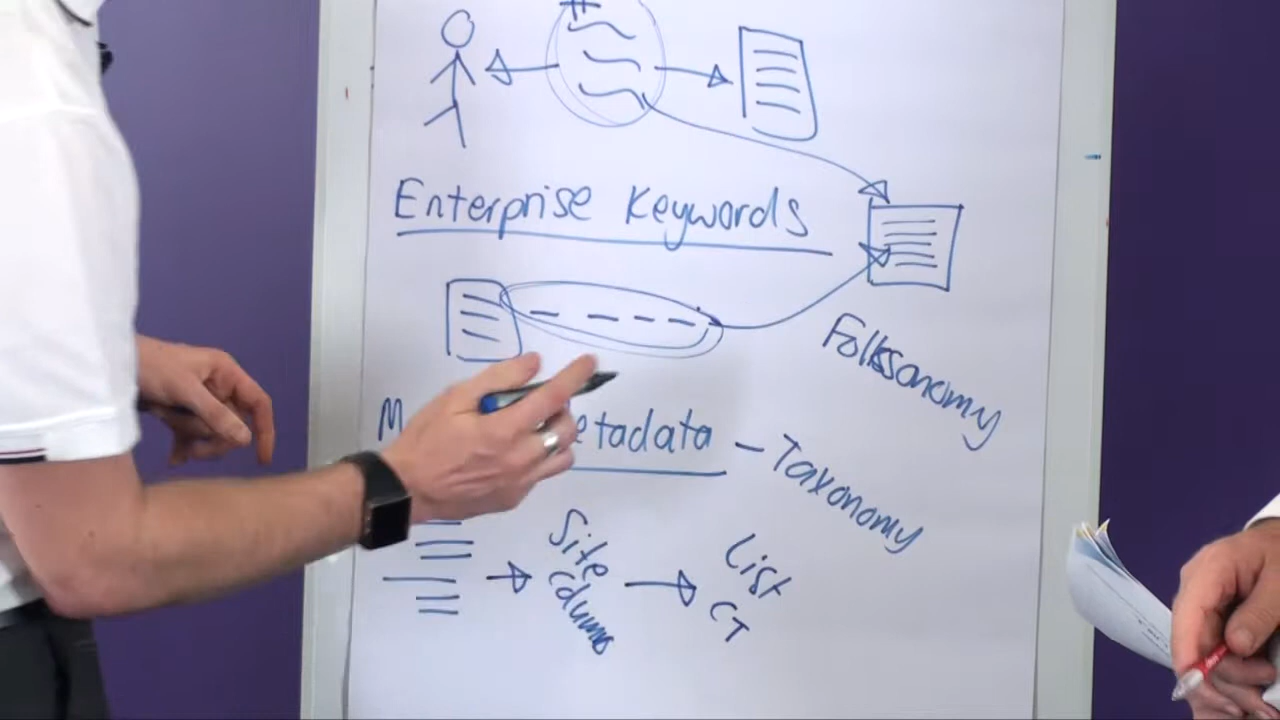 #
Enterprise Keywords
Folksonomy
M etadata - Taxonomy
Site
Columns
List
CT